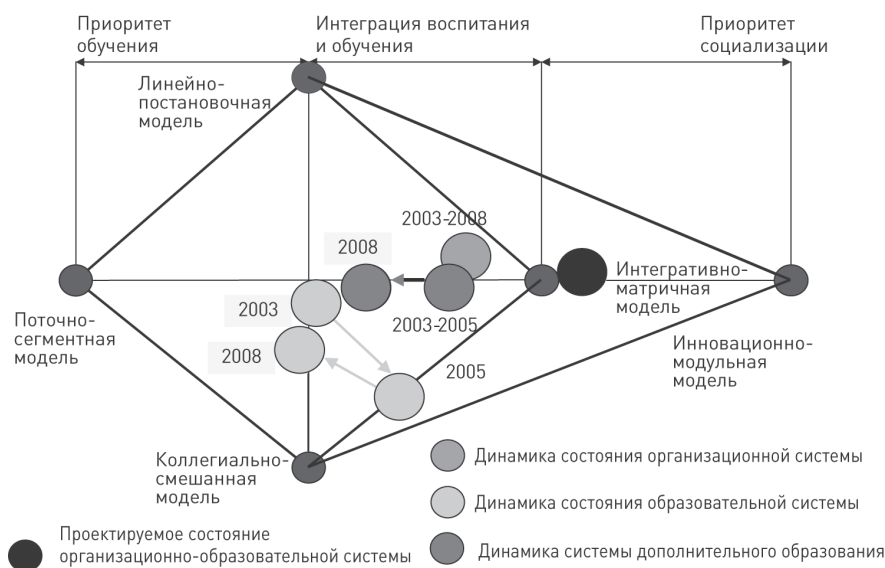 Приоритет
обучения
Интеграция воспитания
и обучения
Приоритет
социализации
Линейно-
постановочная
модель
2003-2008
2008
Интегративно-
матричная
модель
2003
2003-2005
Поточно-
сегментная
модель
2008
2005
Инновационно-
модульная
модель
Коллегиально-
смешанная
модель
Динамика состояния организационной системы
Динамика состояния образовательной системы
Проектируемое состояние
организационно-образовательной системы
Динамика системы дополнительного образования